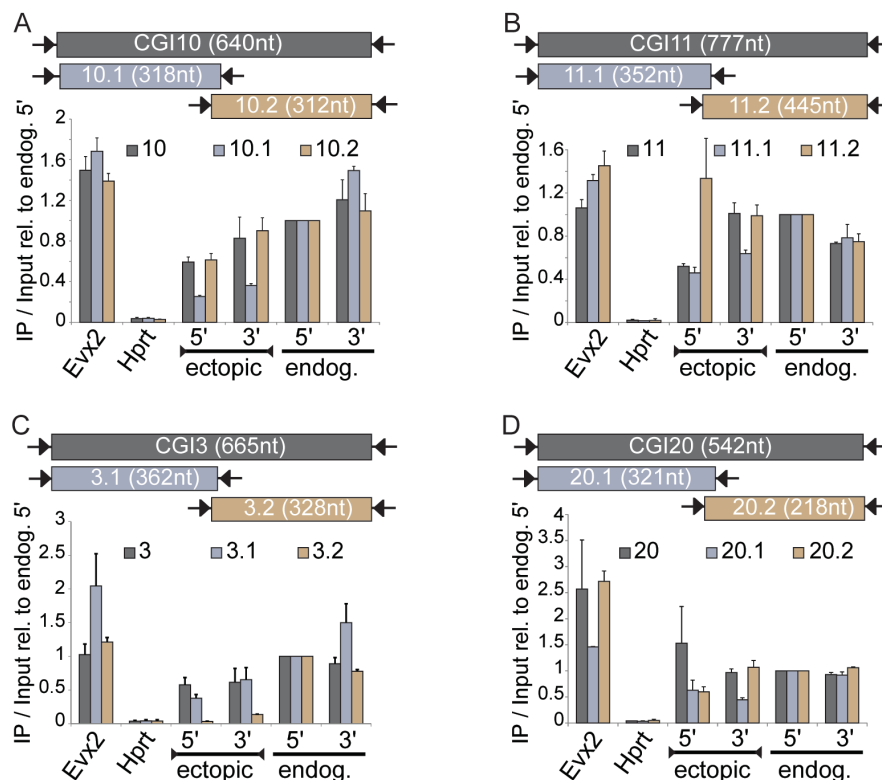 A
CGI10 (640nt)
10.1 (318nt)
10.2 (312nt)
IP / Input rel. to endog. 5'
2
1.6
1.2
0.8
0.4
0
10 10.1 10.2
Evx2 Hprt 5' 3' 5' 3'
ectopic endog.
B
CGI11 (777nt)
11.1 (352nt)
11.2 (445nt)
IP / Input rel. to endog. 5'
1.6
1.2
0.8
0.4
0
11 11.1 11.2
Evx2 Hprt 5' 3' 5' 3'
ectopic endog.
C
CGI3 (665nt)
3.1 (362nt)
3.2 (328nt)
IP / Input rel. to endog. 5'
3
2.5
2
1.5
1
0.5
0
3 3.1 3.2
Evx2 Hprt 5' 3' 5' 3'
ectopic endog.
D
CGI20 (542nt)
20.1 (321nt)
20.2 (218nt)
IP / Input rel. to endog. 5'
4
3.5
3
2.5
2
1.5
1
0.5
0
20 20.1 20.2
Evx2 Hprt 5' 3' 5' 3'
ectopic endog.